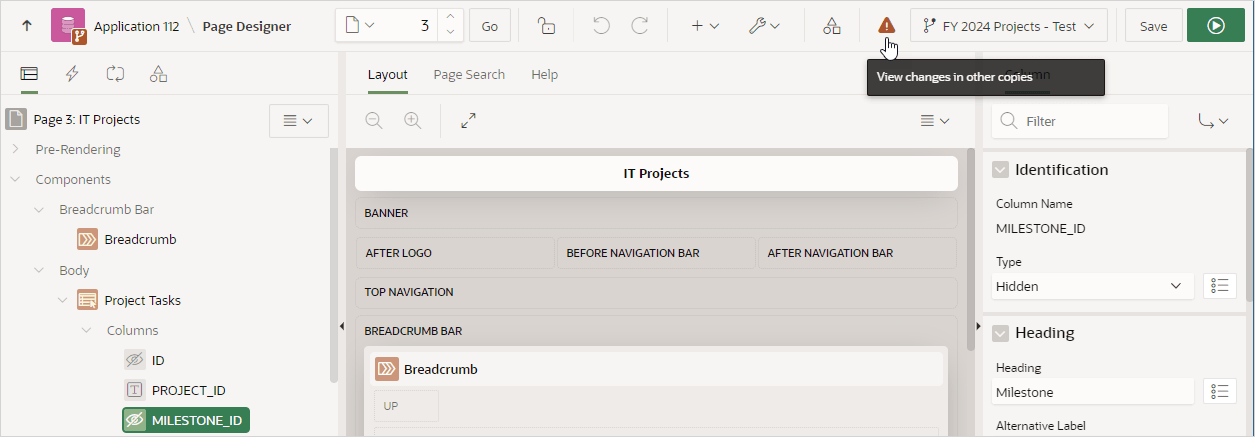 Application 112 \ Page Designer
3
Go
FY 2024 Projects - Test
Save
Layout
Page Search
Help
View changes in other copies
Page 3: IT Projects
Filter
Pre-Rendering
Components
Breadcrumb Bar
Breadcrumb
Body
Project Tasks
Columns
ID
PROJECT_ID
MILESTONE_ID
IT Projects
BANNER
AFTER LOGO
BEFORE NAVIGATION BAR
AFTER NAVIGATION BAR
TOP NAVIGATION
BREADCRUMB BAR
Breadcrumb
UP
Identification
Column Name
MILESTONE_ID
Type
Hidden
Heading
Heading
Milestone
Alternative Label